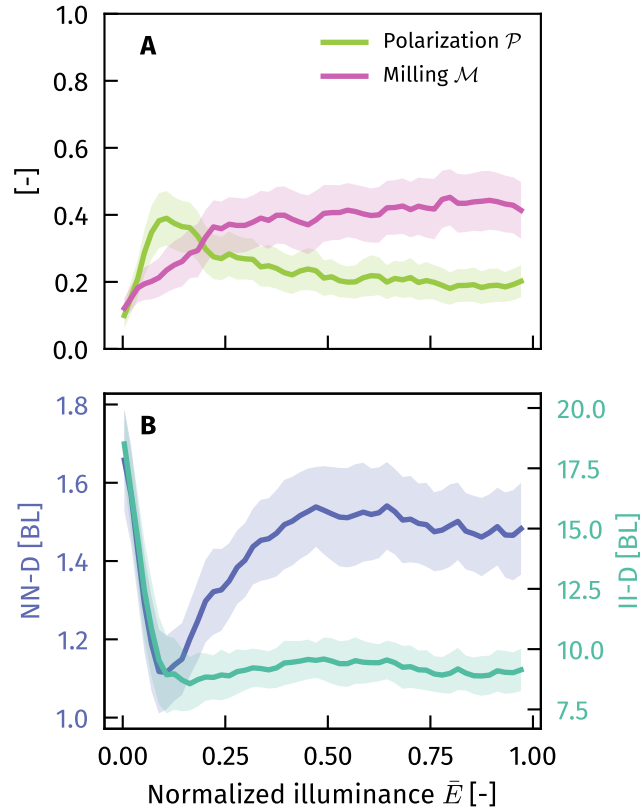 A
Polarization 𝒫
Milling ℳ
[-]
1.0
0.8
0.6
0.4
0.2
0.0
B
NN-D [BL]
1.8
1.6
1.4
1.2
1.0
20.0
17.5
15.0
12.5
10.0
7.5
II-D [BL]
0.00 0.25 0.50 0.75 1.00
Normalized illuminance Ē [-]